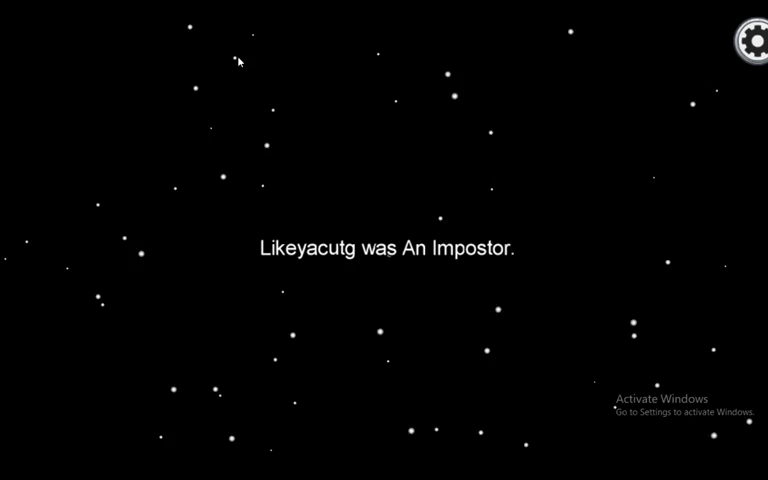 Likeyacutg was An Impostor.
Activate Windows
Go to Settings to activate Windows.